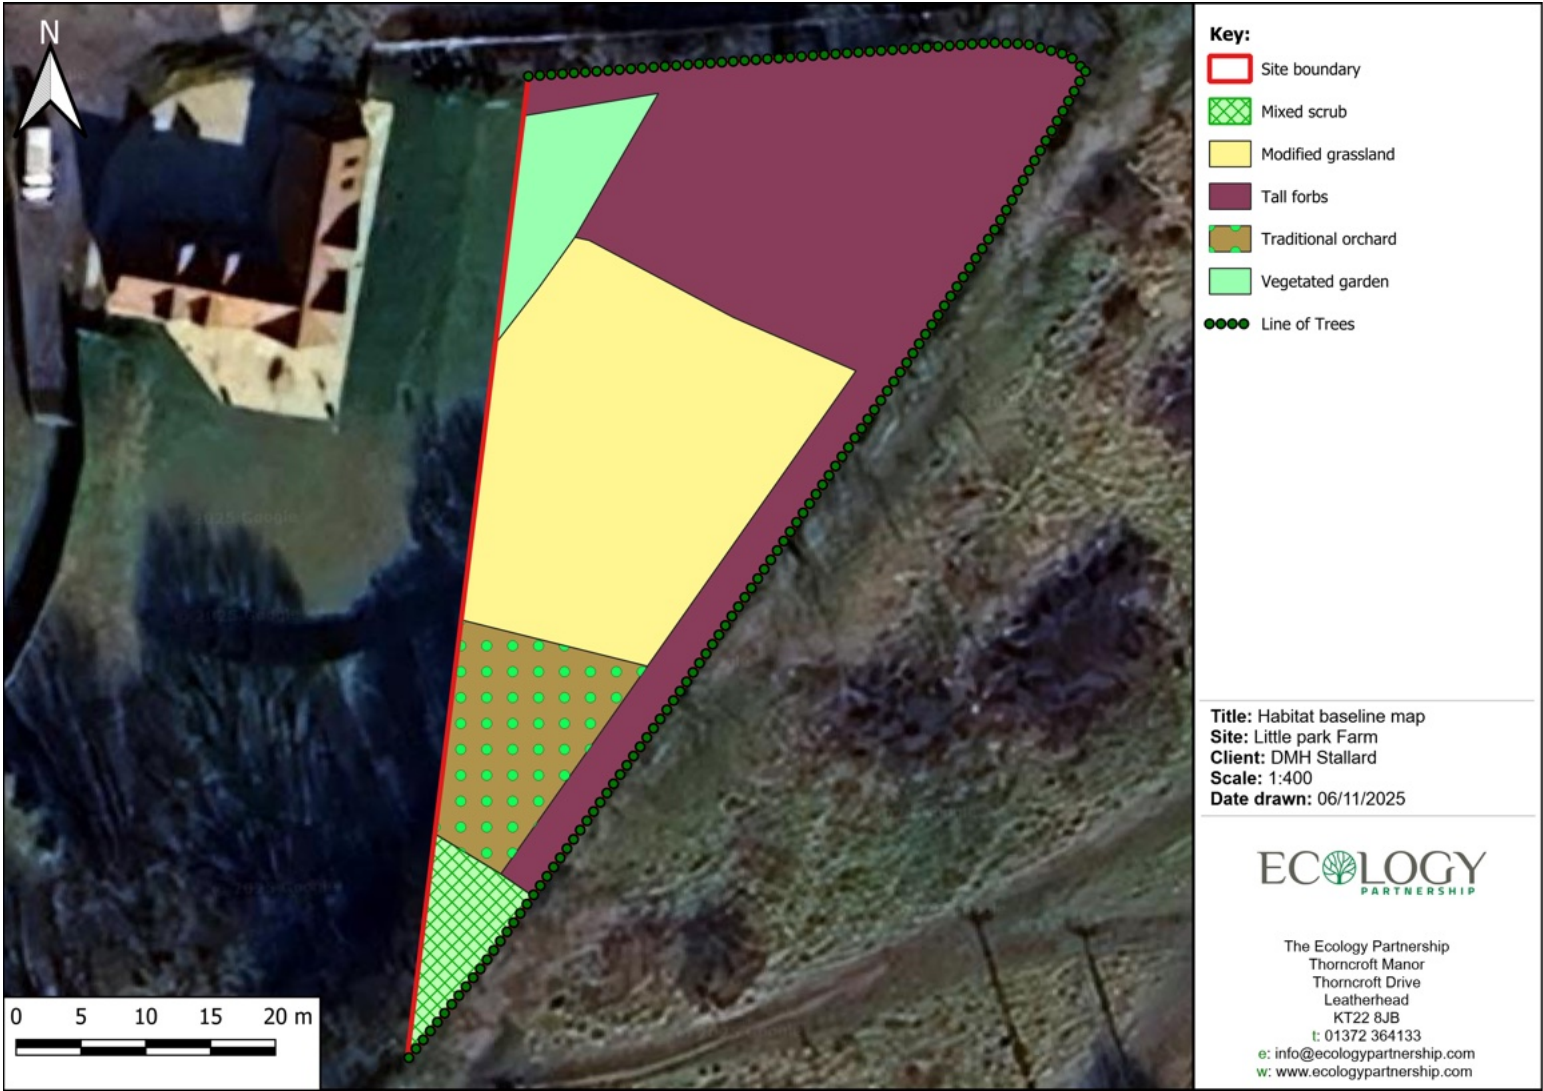 N
Key:
Site boundary
Mixed scrub
Modified grassland
Tall forbs
Traditional orchard
Vegetated garden
Line of Trees
Title: Habitat baseline map
Site: Little park Farm
Client: DMH Stallard
Scale: 1:400
Date drawn: 06/11/2025
ECOLOGY
PARTNERSHIP
The Ecology Partnership
Thorncroft Manor
Thorncroft Drive
Leatherhead
KT22 8JB
t: 01372 364133
e: info@ecologypartnership.com
w: www.ecologypartnership.com
0 5 10 15 20 m